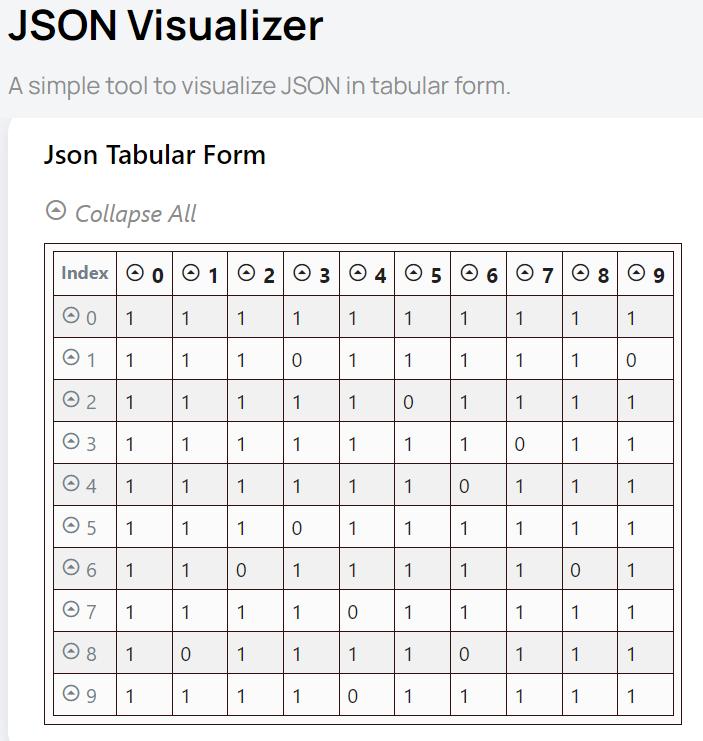 JSON Visualizer
A simple tool to visualize JSON in tabular form.
Json Tabular Form
Collapse All
Index 0 1 2 3 4 5 6 7 8 9
0 1 1 1 1 1 1 1 1 1 1
1 1 1 1 0 1 1 1 1 1 0
2 1 1 1 1 1 0 1 1 1 1
3 1 1 1 1 1 1 1 0 1 1
4 1 1 1 1 1 1 0 1 1 1
5 1 1 1 0 1 1 1 1 1 1
6 1 1 0 1 1 1 1 1 0 1
7 1 1 1 1 0 1 1 1 1 1
8 1 0 1 1 1 1 0 1 1 1
9 1 1 1 1 0 1 1 1 1 1